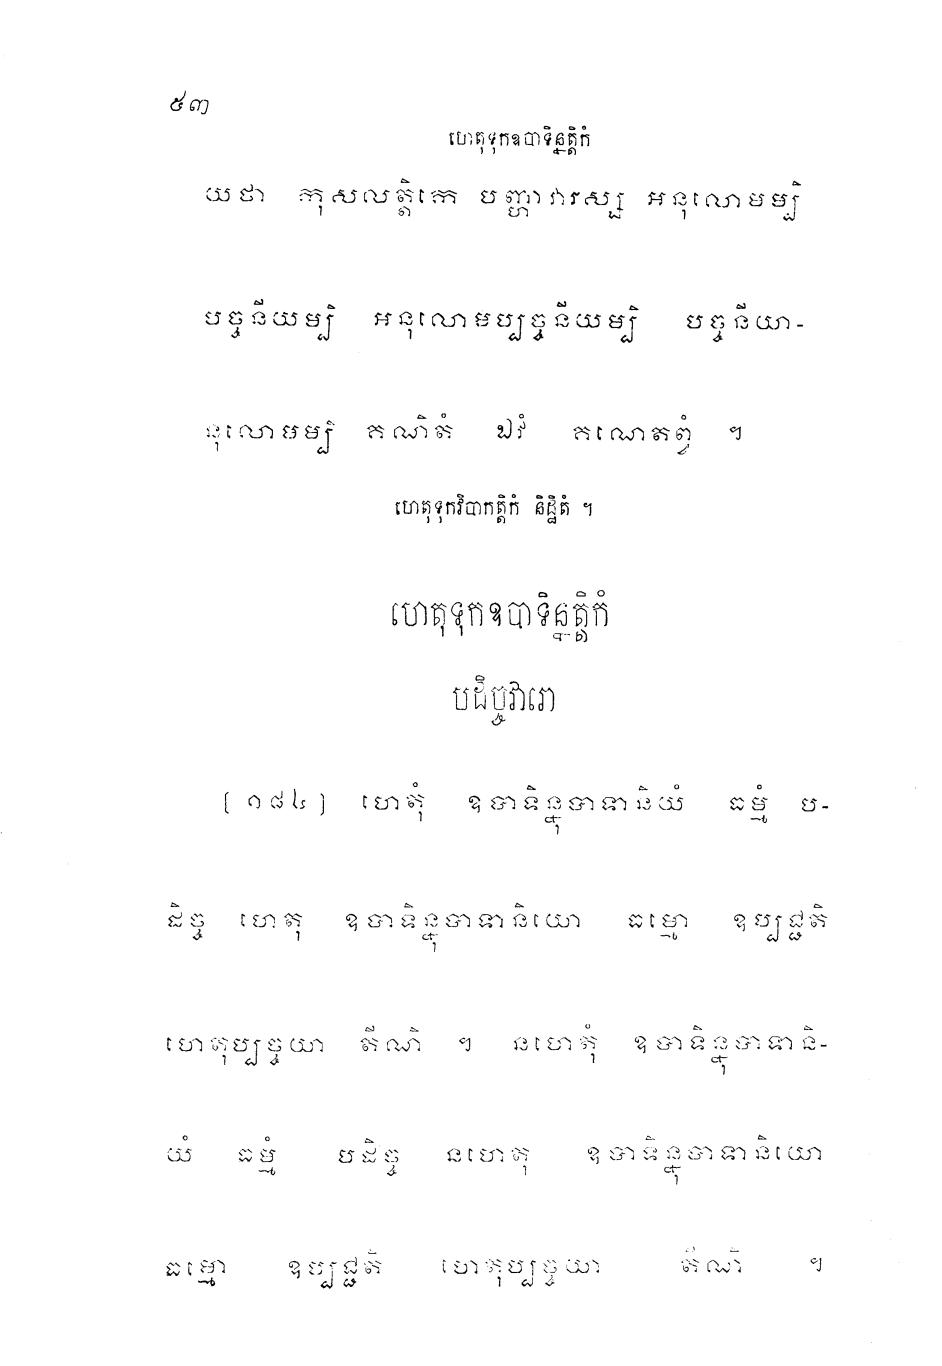 ៥៣
ហេតុទុកឧបាទិន្នត្តិកំ
យថា កុសលត្តិកេ បញ្ហាវារស្ស អនុលោមម្បិ
បច្ចនីយម្បិ អនុលោមប្បច្ចនីយម្បិ បច្ចនីយា-
នុលោមម្បិ គណិតំ ឯវំ គណេតព្វំ ។
ហេតុទុកវិបាកត្តិកំ និដ្ឋិតំ ។
ហេតុទុកឧបាទិន្នត្តិកំ
បដិច្ចវារោ
[ ១៨៤ ] ហេតុំ ឧបាទិន្នុបាទានិយំ ធម្មំ ប-
ដិច្ច ហេតុ ឧបាទិន្នុបាទានិយោ ធម្មោ ឧប្បជ្ជតិ
ហេតុប្បច្ចយា តីណិ ។ នហេតុំ ឧបាទិន្នុបាទានិ-
យំ ធម្មំ បដិច្ច នហេតុ ឧបាទិន្នុបាទានិយោ
ធម្មោ ឧប្បជ្ជតិ ហេតុប្បច្ចយា តីណិ ។